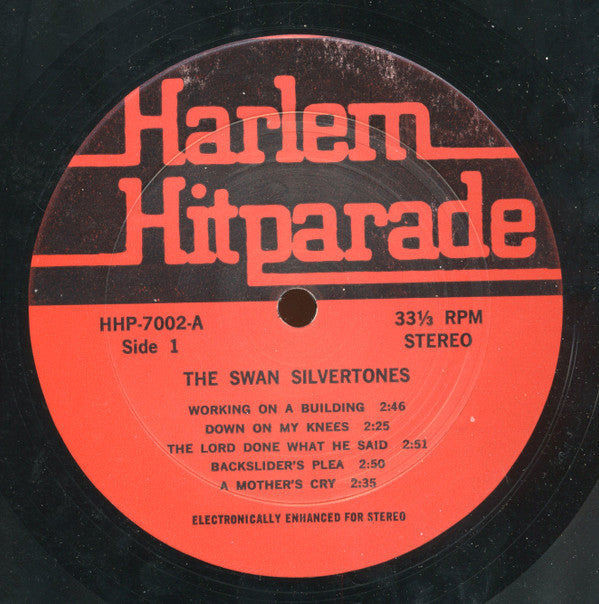 Harlem
Hitparade
HHP-7002-A 33⅓ RPM
Side 1 STEREO
THE SWAN SILVERTONES
WORKING ON A BUILDING 2:46
DOWN ON MY KNEES 2:25
THE LORD DONE WHAT HE SAID 2:51
BACKSLIDER'S PLEA 2:50
A MOTHER'S CRY 2:35
ELECTRONICALLY ENHANCED FOR STEREO